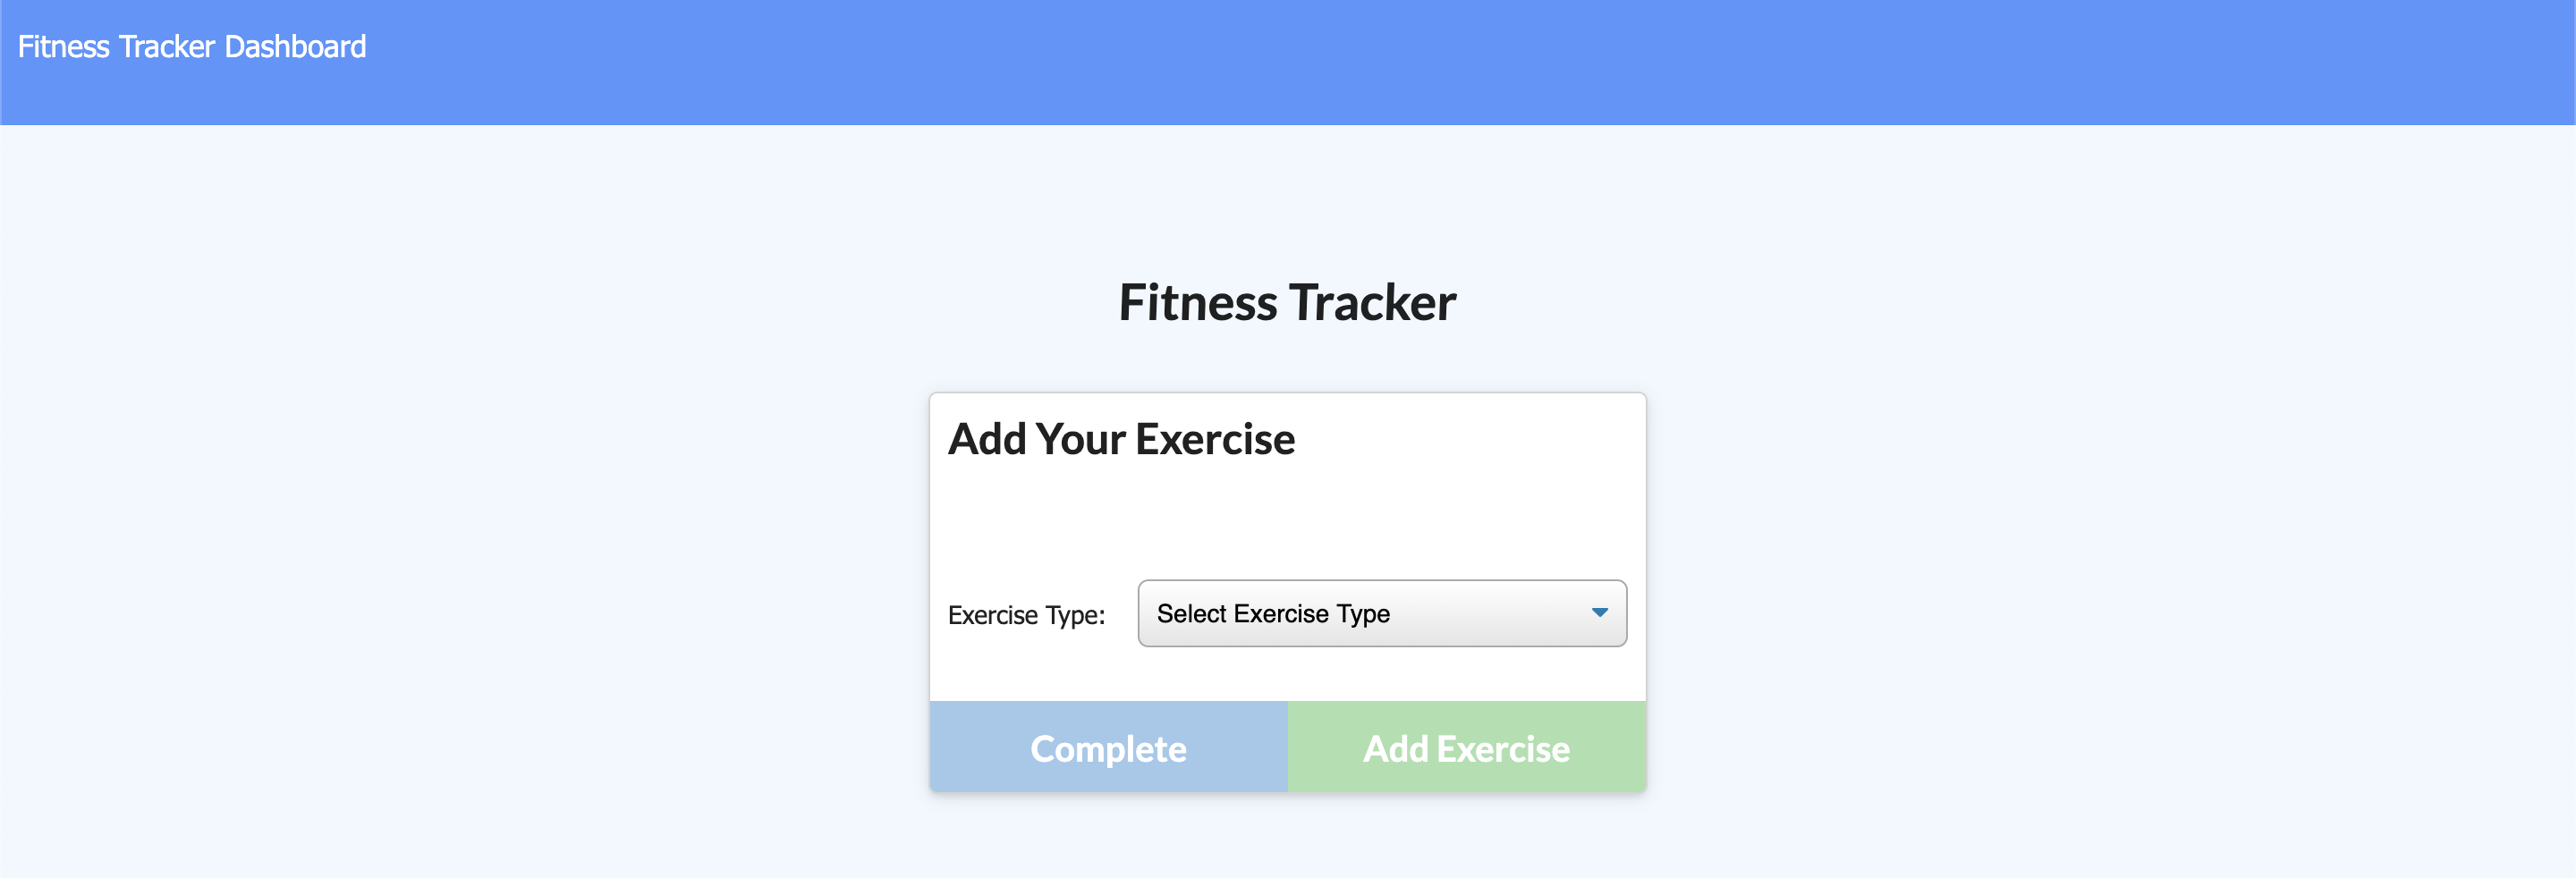 Fitness Tracker Dashboard
Fitness Tracker
Add Your Exercise
Exercise Type: Select Exercise Type
Complete Add Exercise